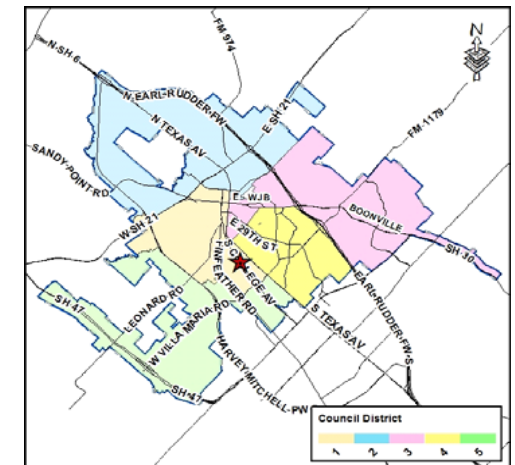 N-SH-6
FM 974
N
N-EARL-RUDDER-FW
E SH 21
N TEXAS AV
FM-1179
SANDY-POINT-RD
E WJB
BOONVILLE
W-SH 21
E 29TH ST
SH-30
FINFEATHER RD
LEONARD RD
SH 47
W VILLA MARIA RD
S TEXAS AV
EARL-RUDDER-FW-S
SH-47
HARVEY-MITCHELL-PW
Council District
1 2 3 4 5